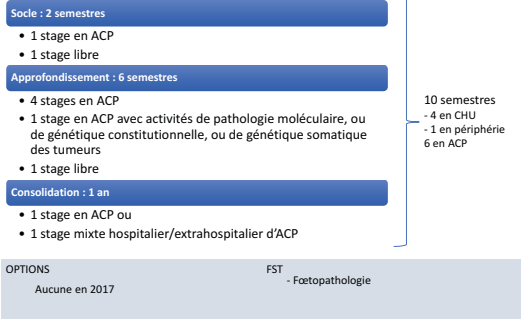 Socle : 2 semestres
• 1 stage en ACP
• 1 stage libre
Approfondissement : 6 semestres
• 4 stages en ACP
• 1 stage en ACP avec activités de pathologie moléculaire, ou
de génétique constitutionnelle, ou de génétique somatique
des tumeurs
• 1 stage libre
Consolidation : 1 an
• 1 stage en ACP ou
• 1 stage mixte hospitalier/extrahospitalier d'ACP
10 semestres
- 4 en CHU
- 1 en périphérie
6 en ACP
OPTIONS
Aucune en 2017
FST
- Fœtopathologie